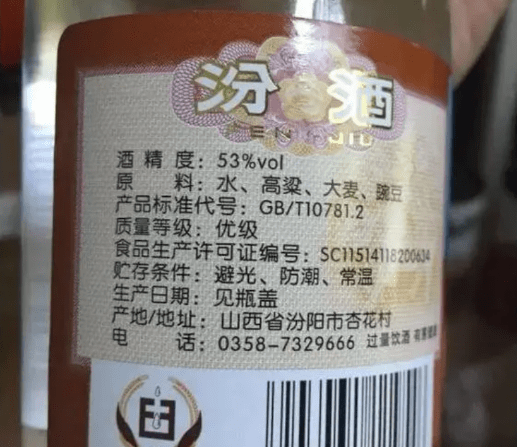 汾酒
FEN JIU
酒精度：53%vol
原料：水、高粱、大麦、豌豆
产品标准代号：GB/T10781.2
质量等级：优级
食品生产许可证编号：SC11514118200634
贮存条件：避光、防潮、常温
生产日期：见瓶盖
产地/地址：山西省汾阳市杏花村
电话：0358-7329666 过量饮酒 有害健康